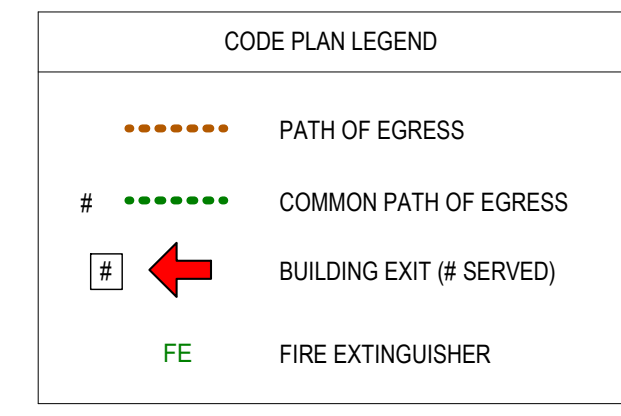 CODE PLAN LEGEND
PATH OF EGRESS
# COMMON PATH OF EGRESS
# BUILDING EXIT (# SERVED)
FE FIRE EXTINGUISHER